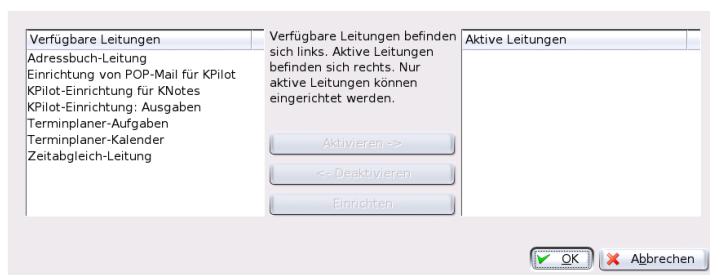 Verfügbare Leitungen
Adressbuch-Leitung
Einrichtung von POP-Mail für KPilot
KPilot-Einrichtung für KNotes
KPilot-Einrichtung: Ausgaben
Terminplaner-Aufgaben
Terminplaner-Kalender
Zeitabgleich-Leitung
Verfügbare Leitungen befinden
sich links. Aktive Leitungen
befinden sich rechts. Nur
aktive Leitungen können
eingerichtet werden.
Aktivieren ->
<- Deaktivieren
Einrichten
Aktive Leitungen
OK
Abbrechen